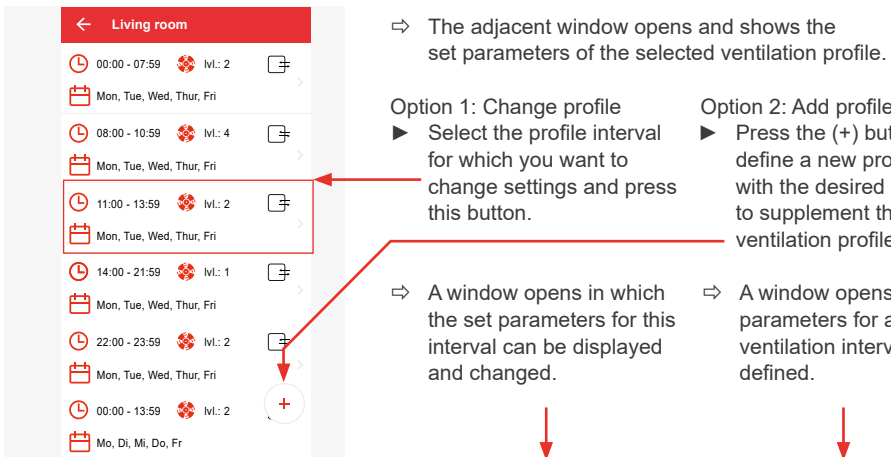 Living room
00:00 - 07:59 lvl.: 2
Mon, Tue, Wed, Thur, Fri
08:00 - 10:59 lvl.: 4
Mon, Tue, Wed, Thur, Fri
11:00 - 13:59 lvl.: 2
Mon, Tue, Wed, Thur, Fri
14:00 - 21:59 lvl.: 1
Mon, Tue, Wed, Thur, Fri
22:00 - 23:59 lvl.: 2
Mon, Tue, Wed, Thur, Fri
00:00 - 13:59 lvl.: 2
+
Mo, Di, Mi, Do, Fr
⇨ The adjacent window opens and shows the
set parameters of the selected ventilation profile.
Option 1: Change profile
► Select the profile interval
for which you want to
change settings and press
this button.
⇨ A window opens in which
the set parameters for this
interval can be displayed
and changed.
Option 2: Add profile
► Press the (+)
define a new
with the desired
to supplement
ventilation
⇨ A window opens
parameters for
ventilation
defined.